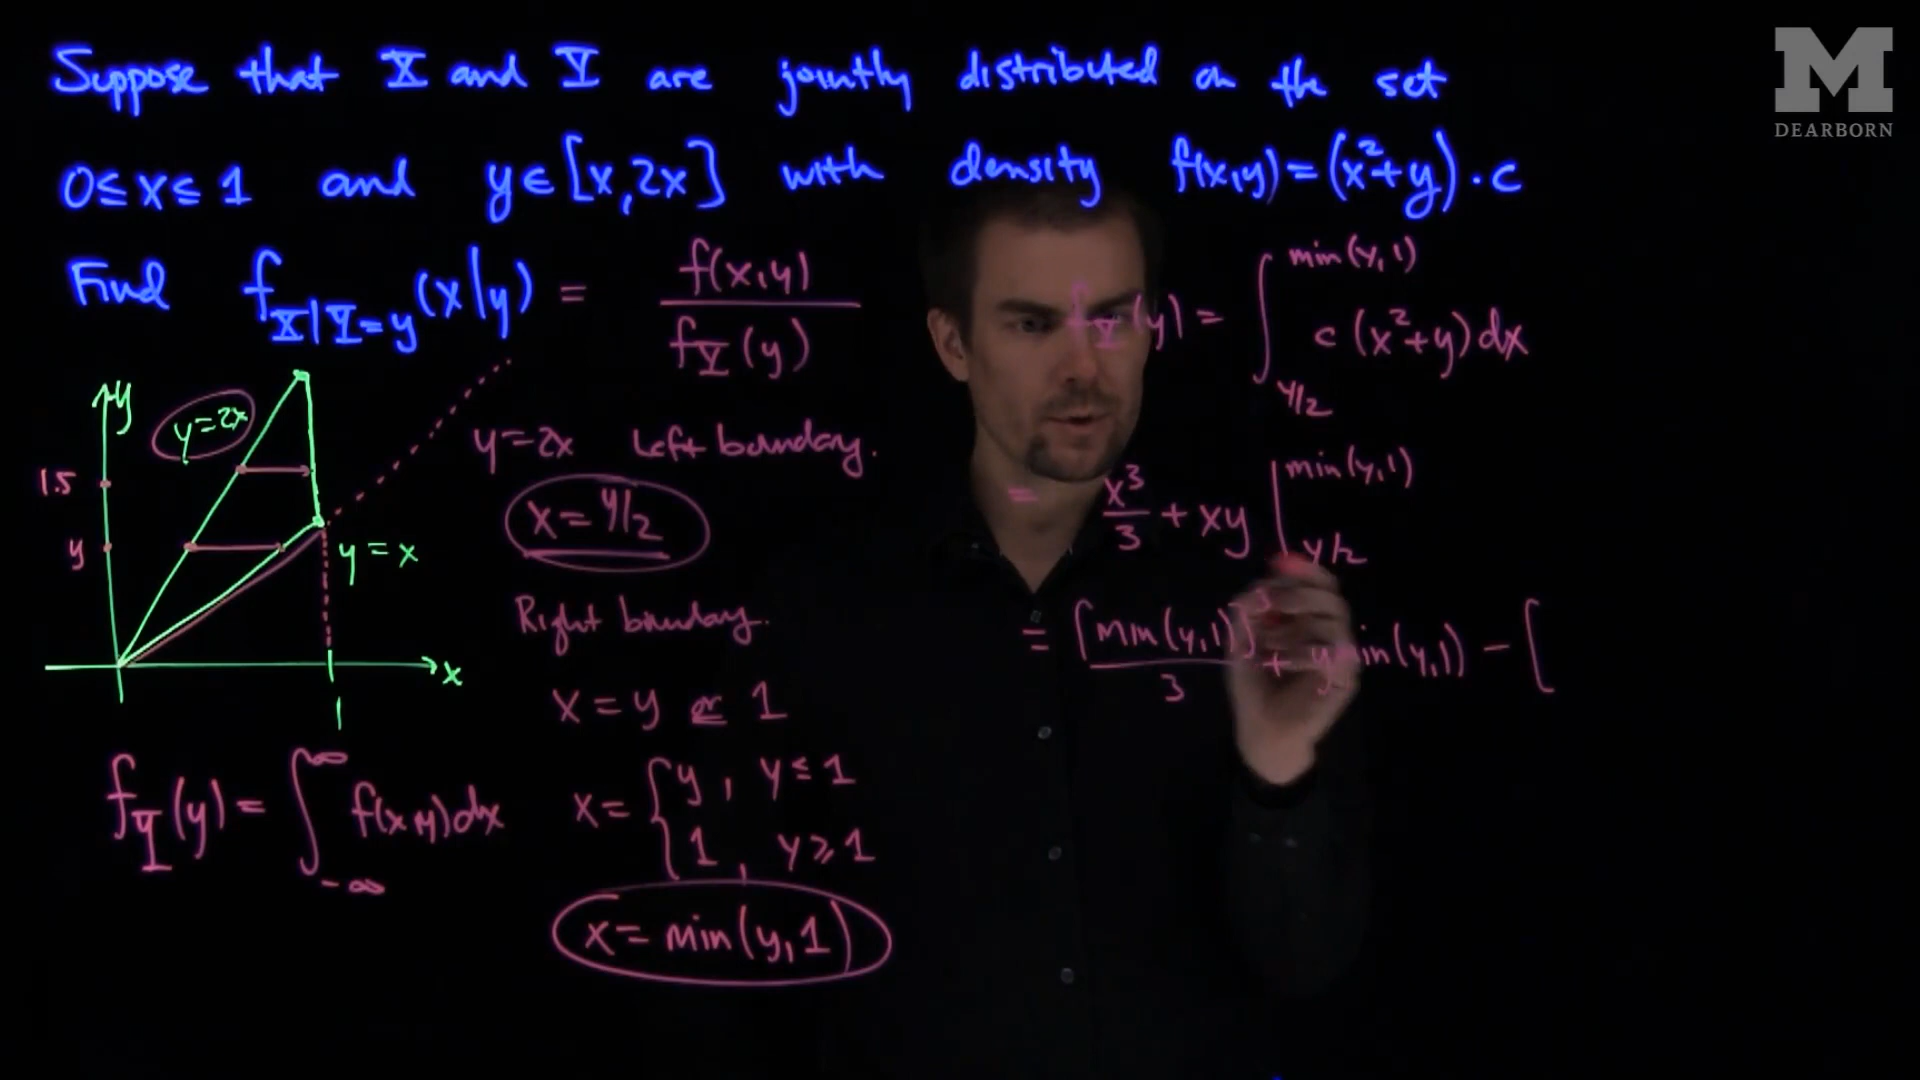 Suppose that X and Y are jointly distributed on the set
0≤x≤1 and y∈[x,2x] with density f(x,y)=(x²+y)·c
Find f_{X|Y=y}(x|y) = f(x,y) / f_Y(y)
f_Y(y) = ∫_{y/2}^{min(y,1)} c(x²+y)dx
y
y=2x
1.5
y
y=x
x
1
y=2x Left boundary.
x=y/2
Right boundary.
x=y or 1
x={y, y≤1
1, y≥1
x=min(y,1)
f_Y(y)=∫_{-∞}^{∞} f(x,y)dx
= x³/3 + xy |_{y/2}^{min(y,1)}
= [min(y,1)]³/3 + y min(y,1) - [
M
DEARBORN